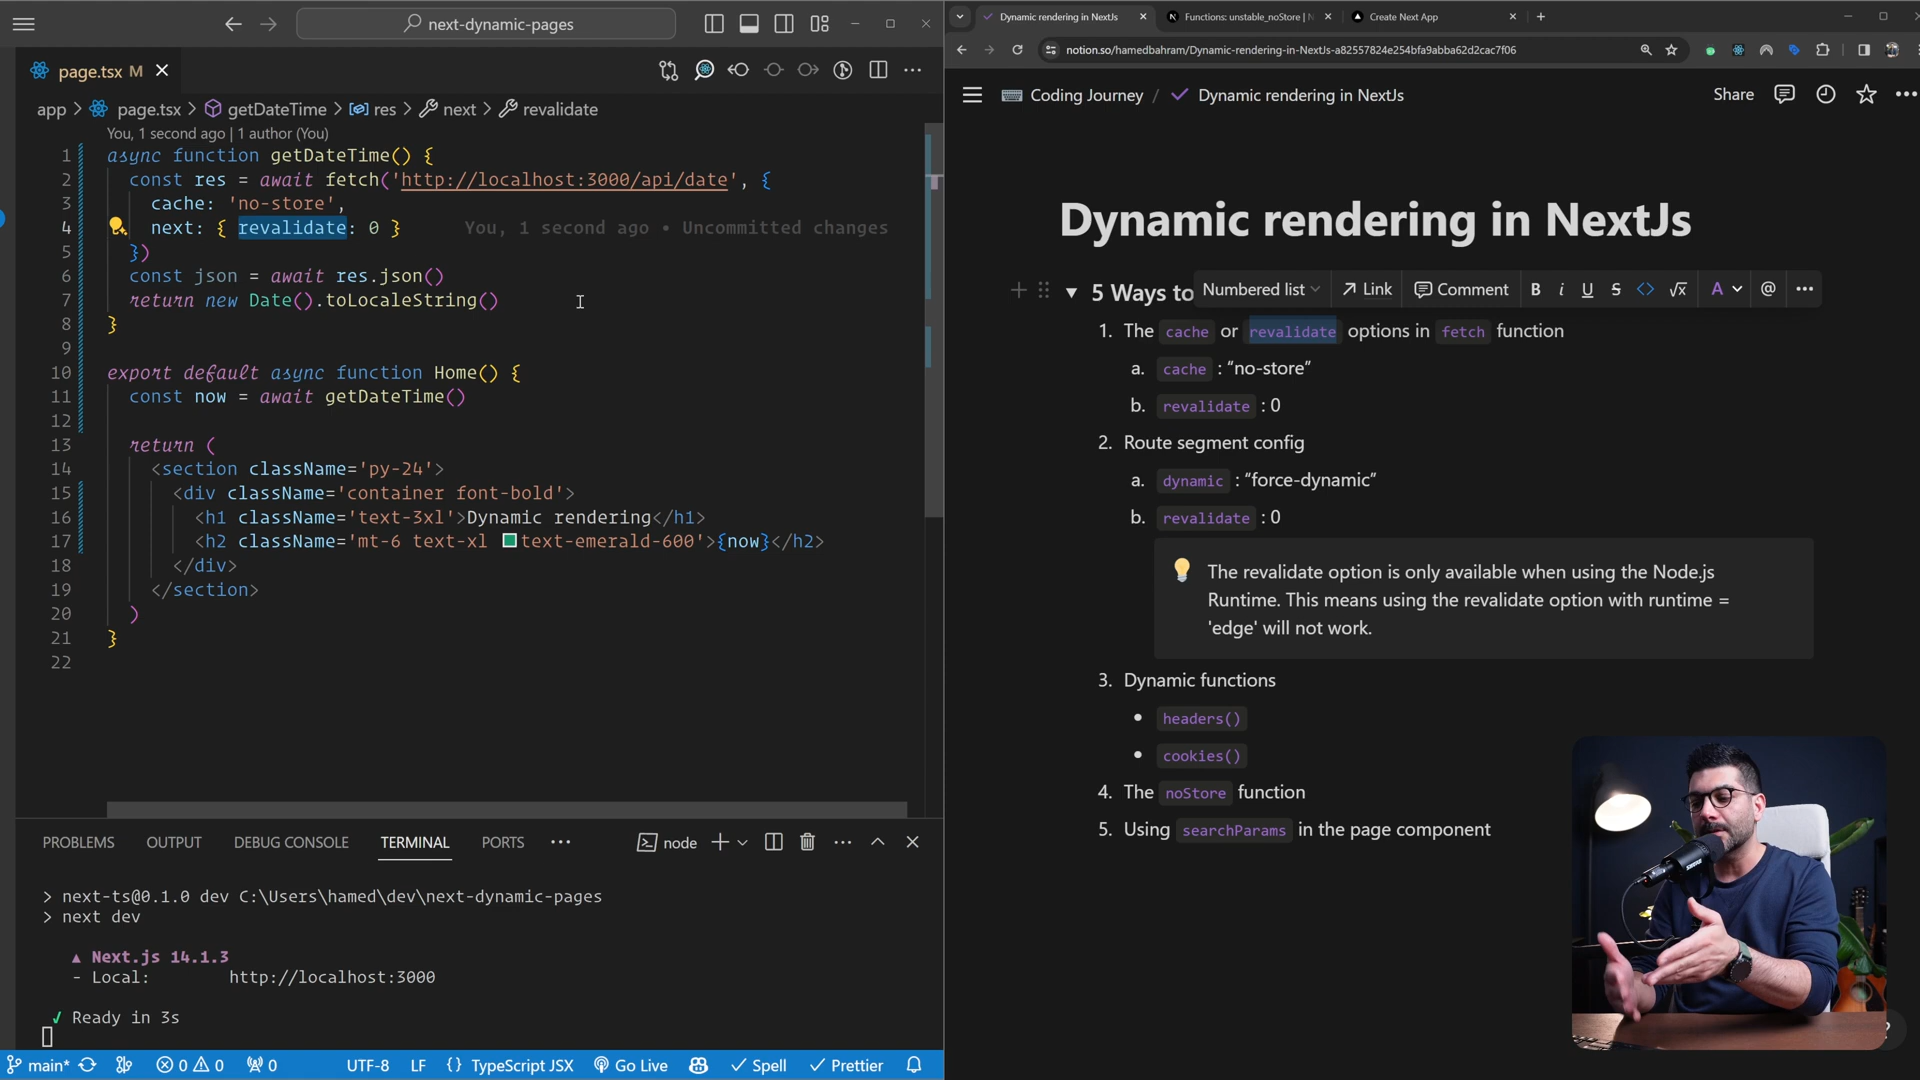 next-dynamic-pages
page.tsx M
app > page.tsx > getDateTime > res > next > revalidate
You, 1 second ago | 1 author (You)
1 async function getDateTime() {
2 const res = await fetch('http://localhost:3000/api/date', {
3 cache: 'no-store',
4 next: { revalidate: 0 } You, 1 second ago • Uncommitted changes
5 })
6 const json = await res.json()
7 return new Date().toLocaleString()
8 }
9
10 export default async function Home() {
11 const now = await getDateTime()
12
13 return (
14 <section className='py-24'>
15 <div className='container font-bold'>
16 <h1 className='text-3xl'>Dynamic rendering</h1>
17 <h2 className='mt-6 text-xl text-emerald-600'>{now}</h2>
18 </div>
19 </section>
20 )
21 }
22
PROBLEMS OUTPUT DEBUG CONSOLE TERMINAL PORTS ••• node
> next-ts@0.1.0 dev C:\Users\hamed\dev\next-dynamic-pages
> next dev
▲ Next.js 14.1.3
- Local: http://localhost:3000
✓ Ready in 3s
main* 0 0 0 UTF-8 LF {} TypeScript JSX Go Live Spell Prettier
Dynamic rendering in NextJs Functions: unstable_noStore | N Create Next App
notion.so/hamedbahram/Dynamic-rendering-in-NextJs-a82557824e254bfa9abba62d2cac7f06
Coding Journey / Dynamic rendering in NextJs Share
Dynamic rendering in NextJs
5 Ways to
Numbered list Link Comment B i U S <> √x A @ •••
1. The cache or revalidate options in fetch function
a. cache : “no-store”
b. revalidate : 0
2. Route segment config
a. dynamic : “force-dynamic”
b. revalidate : 0
The revalidate option is only available when using the Node.js
Runtime. This means using the revalidate option with runtime =
'edge' will not work.
3. Dynamic functions
• headers()
• cookies()
4. The noStore function
5. Using searchParams in the page component